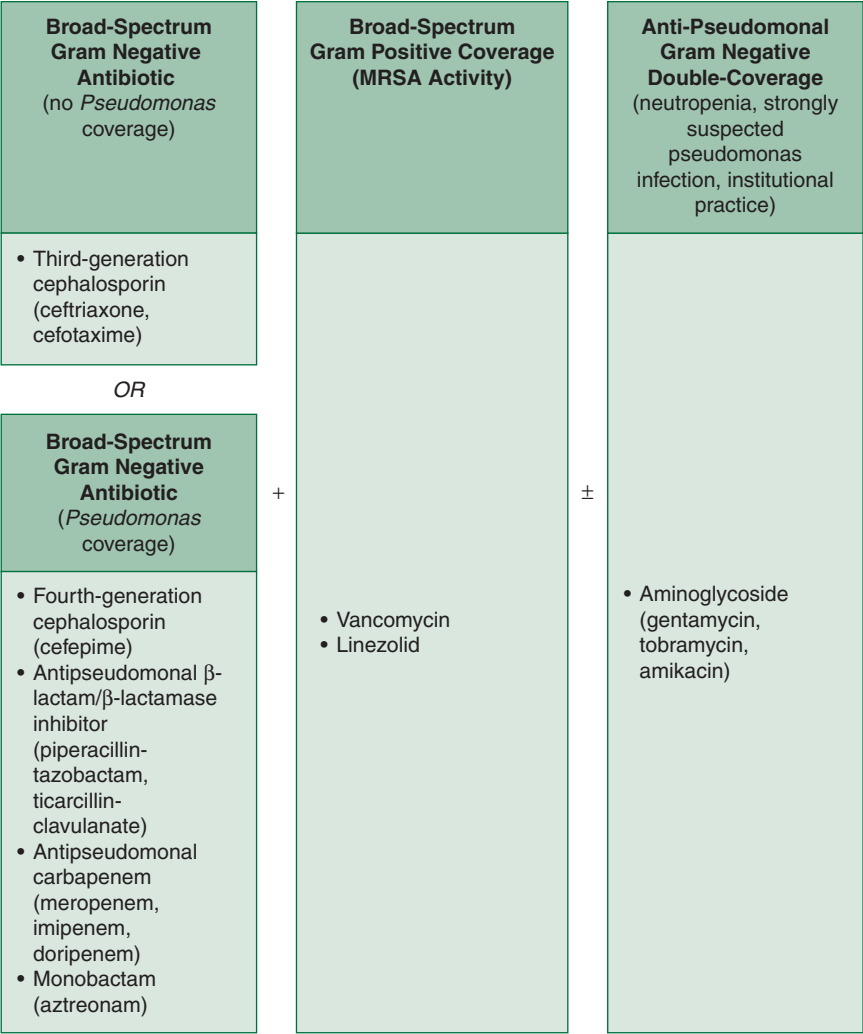 Broad-Spectrum
Gram Negative
Antibiotic
(no Pseudomonas
coverage)
• Third-generation
cephalosporin
(ceftriaxone,
cefotaxime)
OR
Broad-Spectrum
Gram Negative
Antibiotic
(Pseudomonas
coverage)
• Fourth-generation
cephalosporin
(cefepime)
• Antipseudomonal β-
lactam/β-lactamase
inhibitor
(piperacillin-
tazobactam,
ticarcillin-
clavulanate)
• Antipseudomonal
carbapenem
(meropenem,
imipenem,
doripenem)
• Monobactam
(aztreonam)
+
Broad-Spectrum
Gram Positive Coverage
(MRSA Activity)
• Vancomycin
• Linezolid
±
Anti-Pseudomonal
Gram Negative
Double-Coverage
(neutropenia, strongly
suspected
pseudomonas
infection, institutional
practice)
• Aminoglycoside
(gentamycin,
tobramycin,
amikacin)